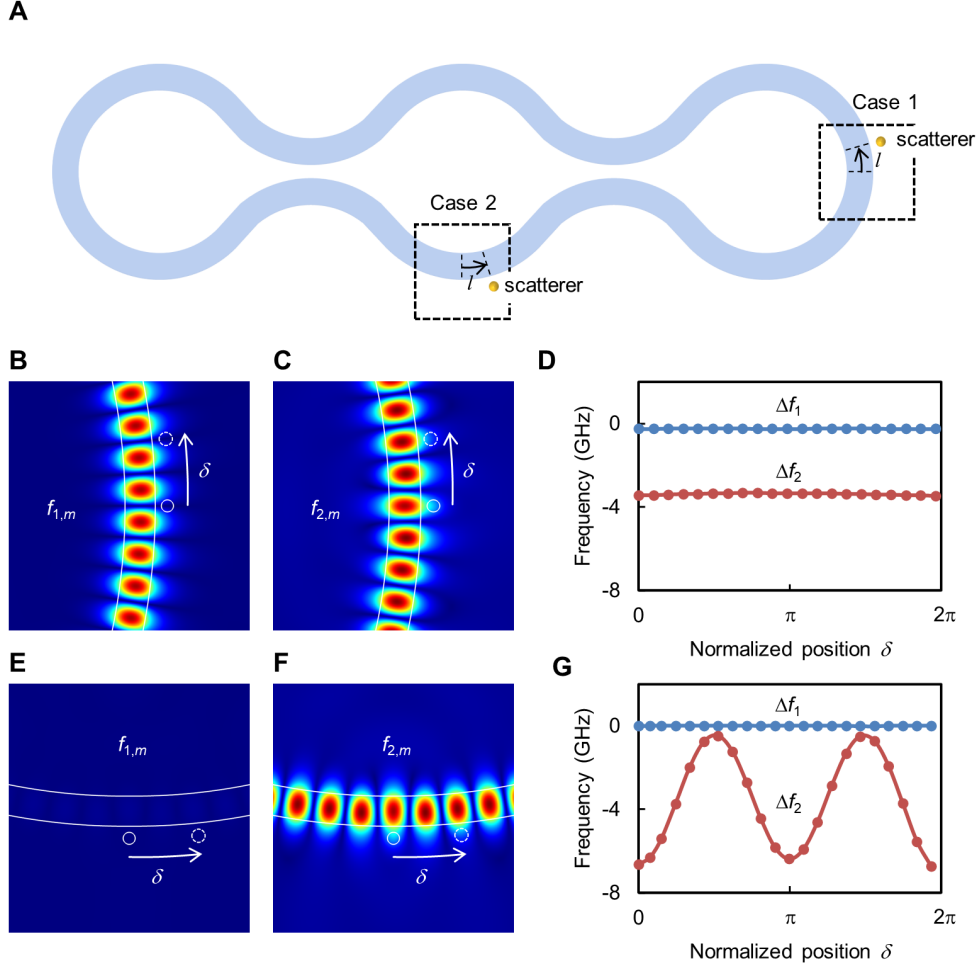 A
Case 1
scatterer
l
Case 2
l
scatterer
B
C
D
f1,m
δ
f2,m
δ
Frequency (GHz)
0
-4
-8
Δf1
Δf2
0
π
2π
Normalized position δ
E
F
G
f1,m
δ
f2,m
δ
Frequency (GHz)
0
-4
-8
Δf1
Δf2
0
π
2π
Normalized position δ